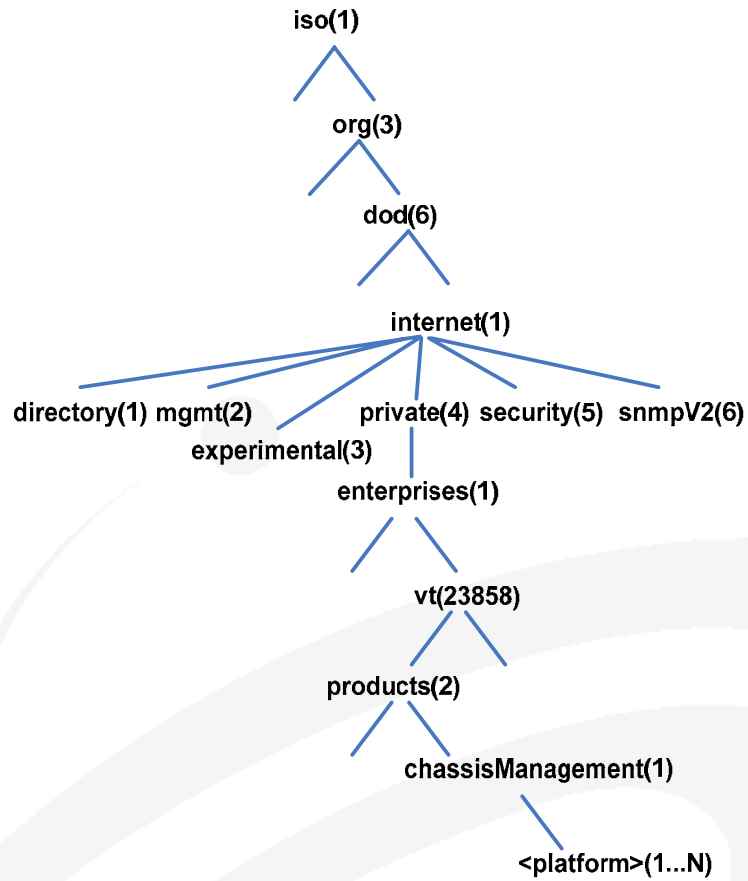 iso(1)
org(3)
dod(6)
internet(1)
directory(1) mgmt(2) private(4) security(5) snmpV2(6)
experimental(3)
enterprises(1)
vt(23858)
products(2)
chassisManagement(1)
<platform>(1...N)